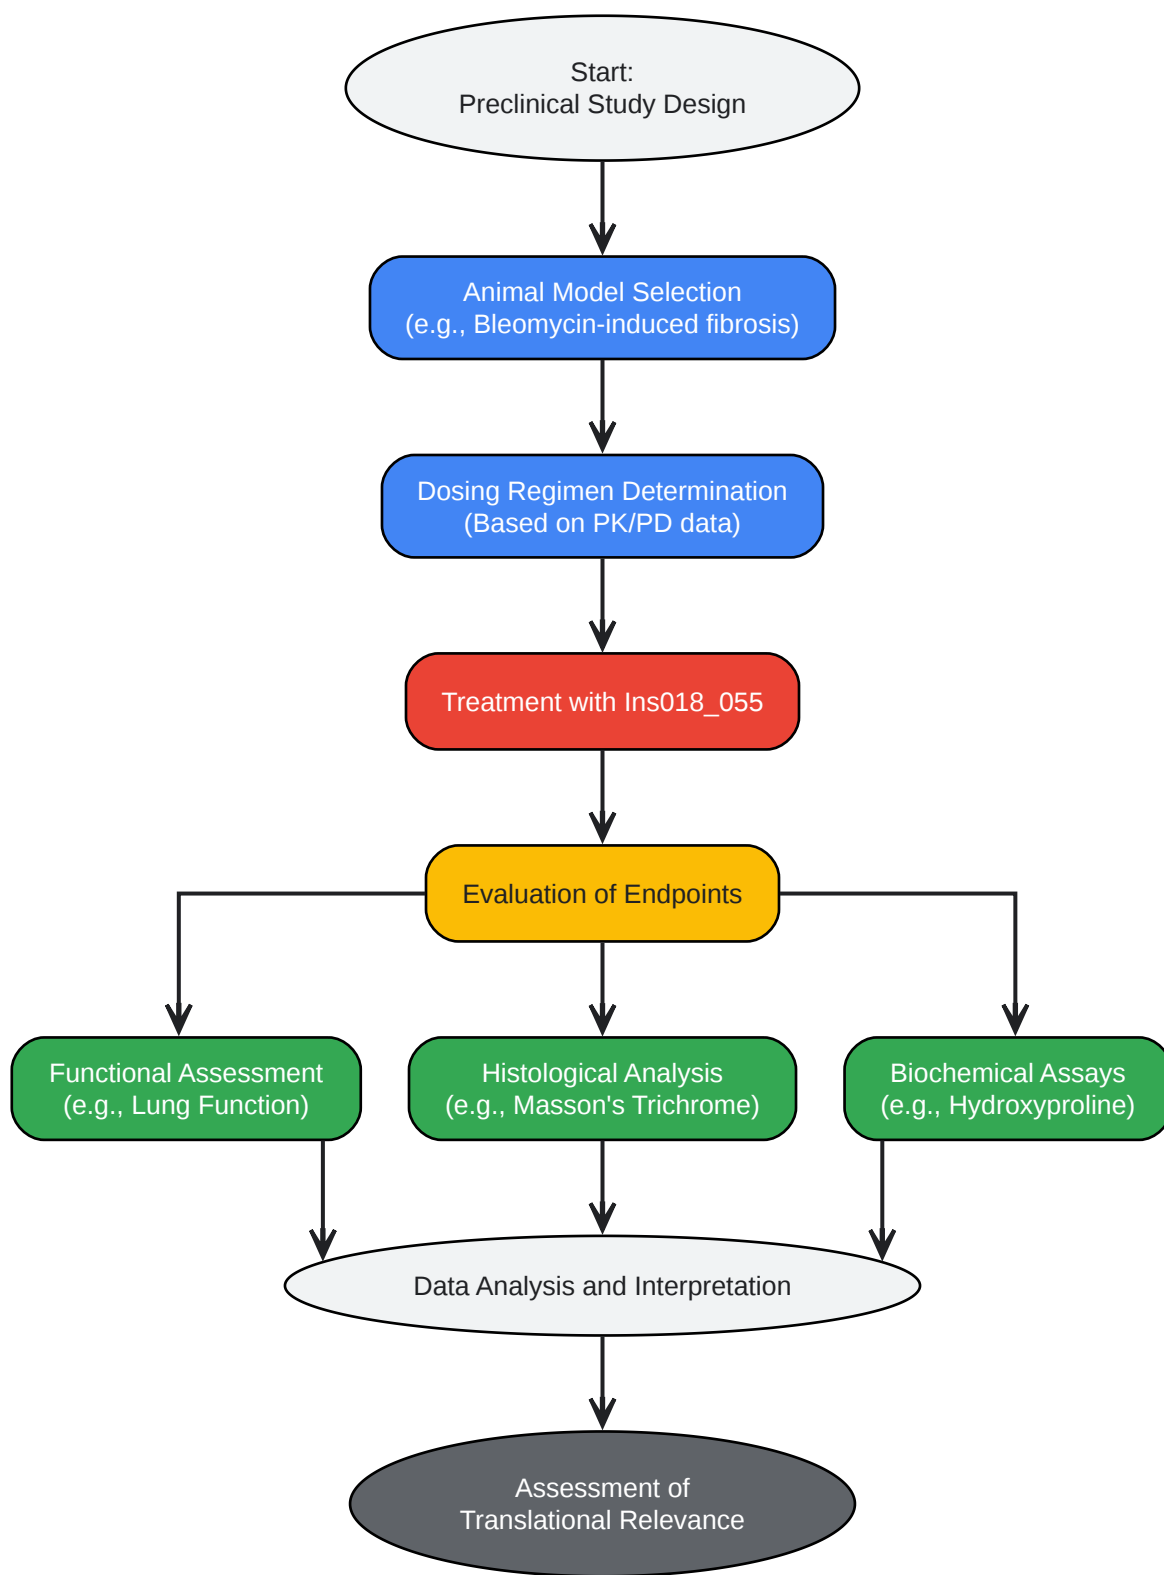 Start:
Preclinical Study Design
Animal Model Selection
(e.g., Bleomycin-induced fibrosis)
Dosing Regimen Determination
(Based on PK/PD data)
Treatment with Ins018_055
Evaluation of Endpoints
Functional Assessment
(e.g., Lung Function)
Histological Analysis
(e.g., Masson's Trichrome)
Biochemical Assays
(e.g., Hydroxyproline)
Data Analysis and Interpretation
Assessment of
Translational Relevance